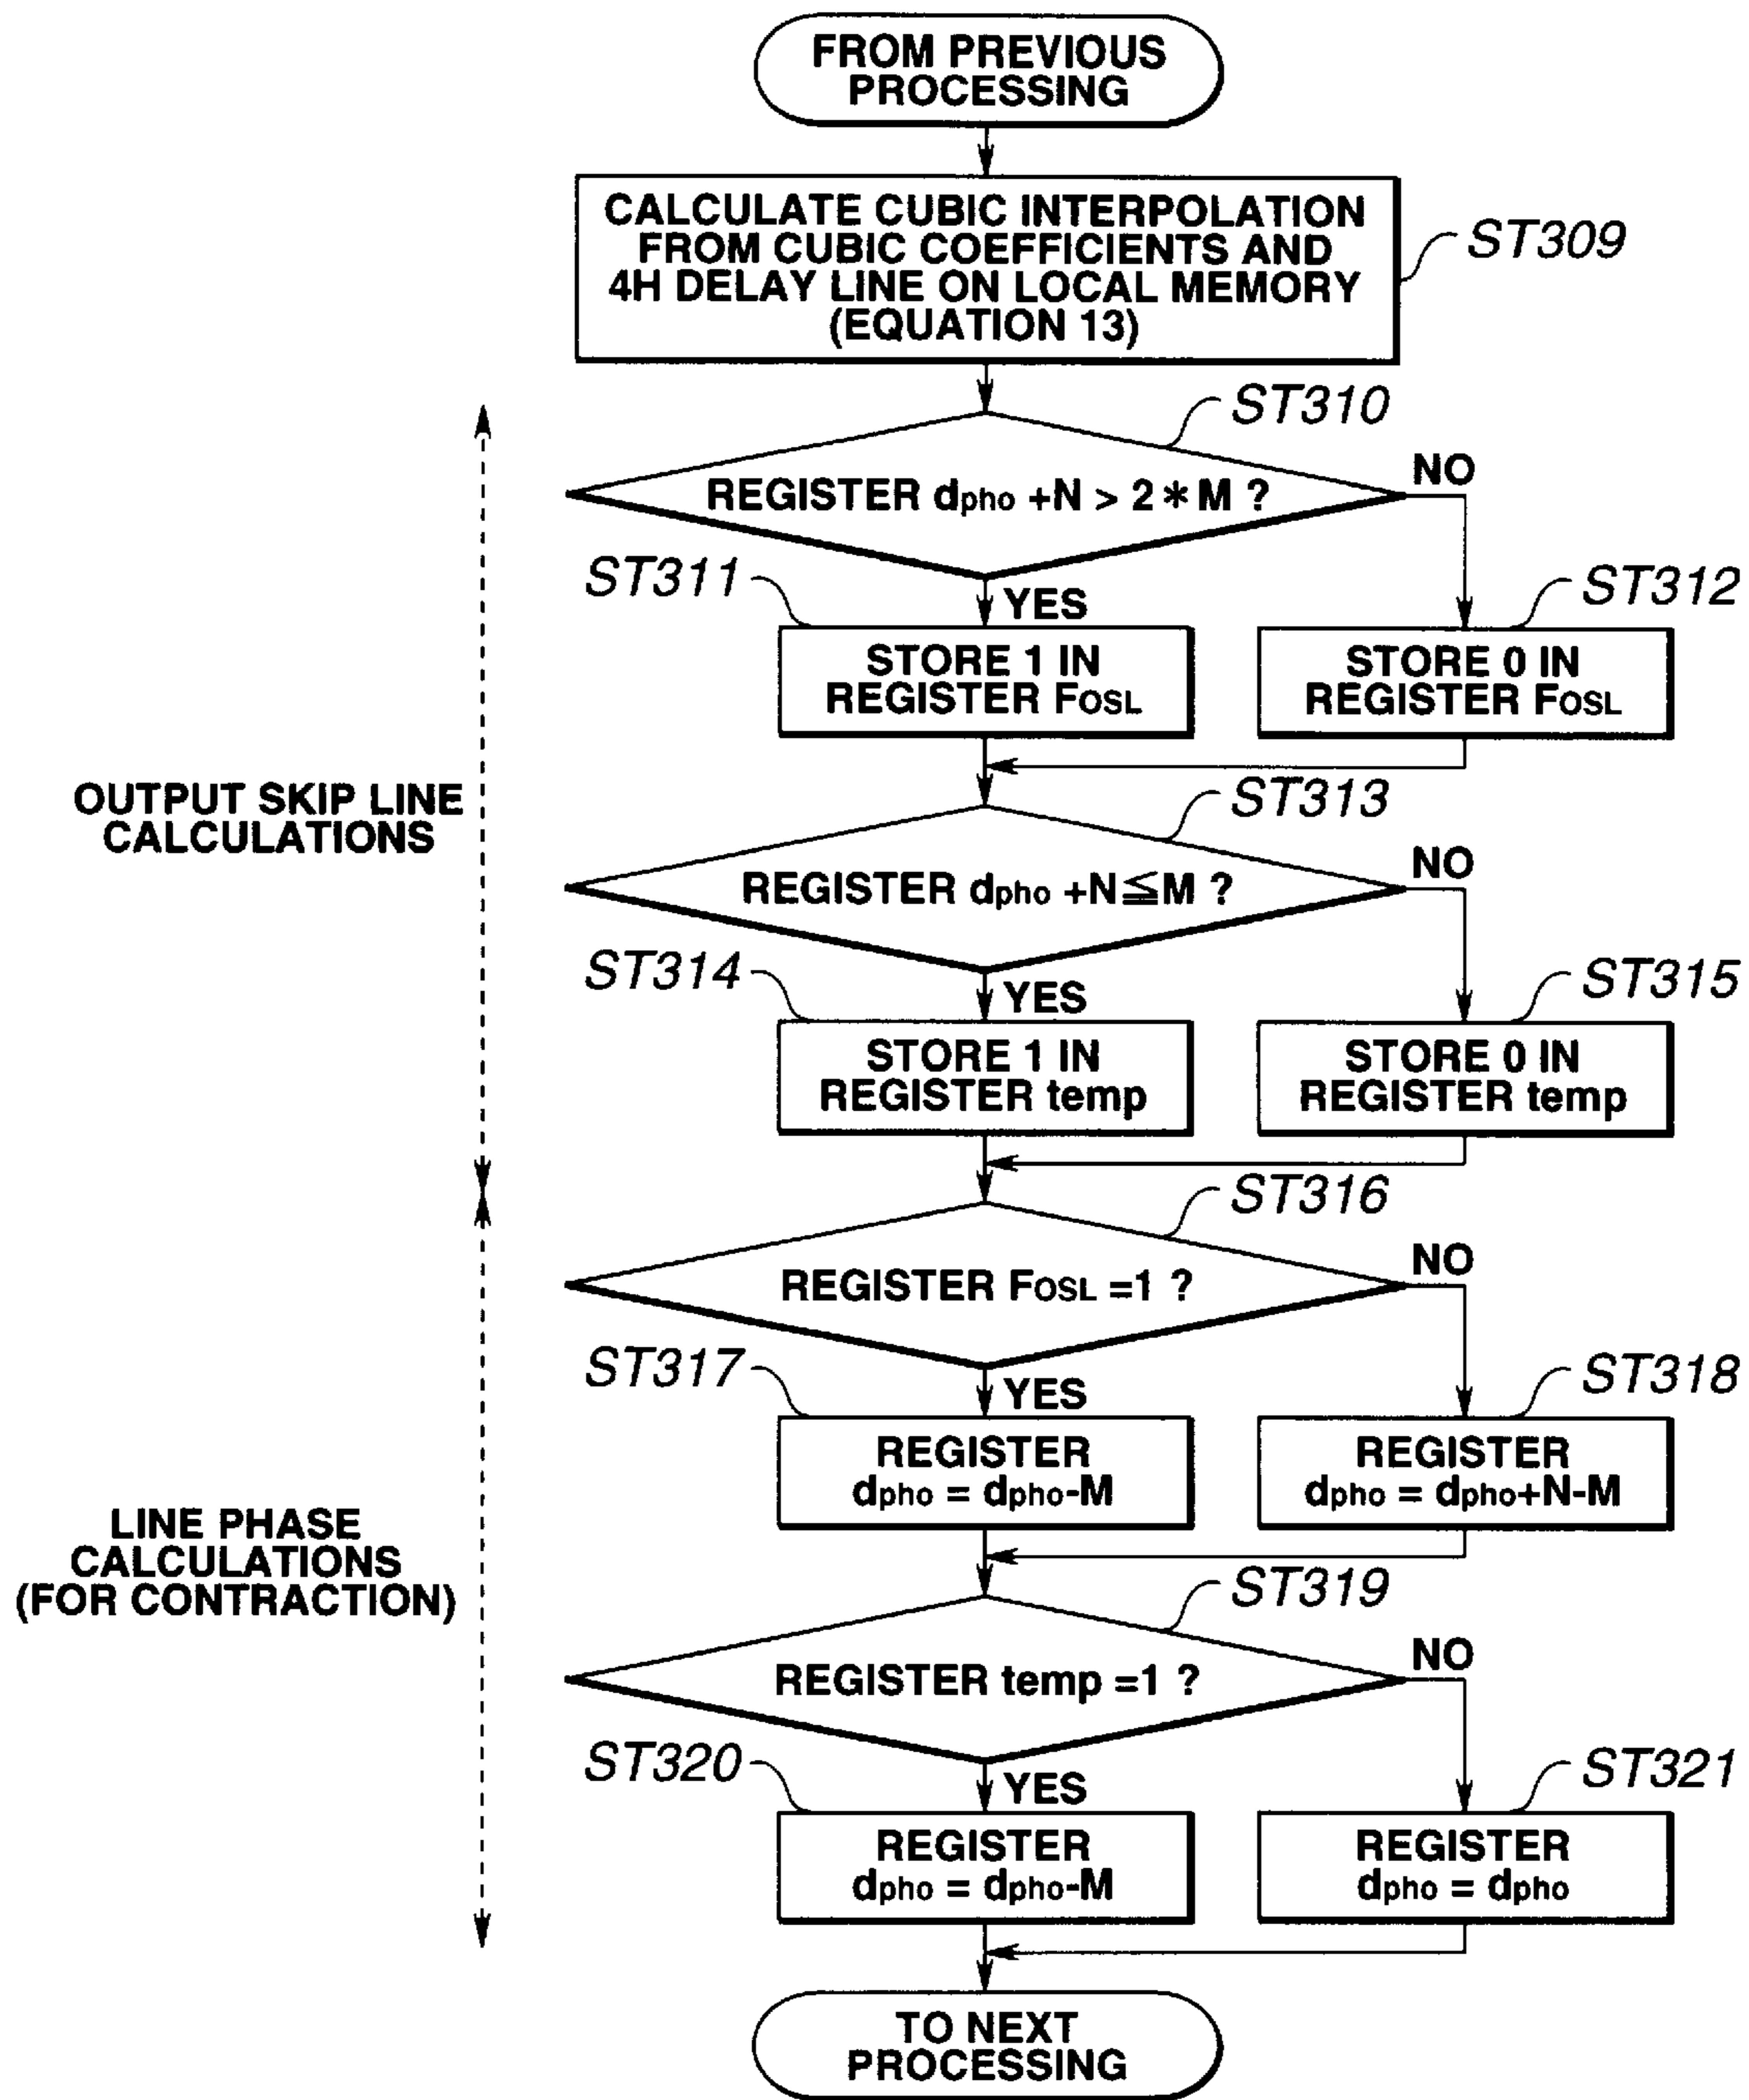 FROM PREVIOUS
PROCESSING
CALCULATE CUBIC INTERPOLATION
FROM CUBIC COEFFICIENTS AND
4H DELAY LINE ON LOCAL MEMORY
(EQUATION 13)
ST309
ST310
REGISTER dpho +N > 2 * M ?
NO
ST311
YES
ST312
STORE 1 IN
REGISTER FOSL
STORE 0 IN
REGISTER FOSL
OUTPUT SKIP LINE
CALCULATIONS
ST313
REGISTER dpho +N≦M ?
NO
ST314
YES
ST315
STORE 1 IN
REGISTER temp
STORE 0 IN
REGISTER temp
ST316
REGISTER FOSL =1 ?
NO
ST317
YES
ST318
REGISTER
dpho = dpho-M
REGISTER
dpho = dpho+N-M
LINE PHASE
CALCULATIONS
(FOR CONTRACTION)
ST319
REGISTER temp =1 ?
NO
ST320
YES
ST321
REGISTER
dpho = dpho-M
REGISTER
dpho = dpho
TO NEXT
PROCESSING